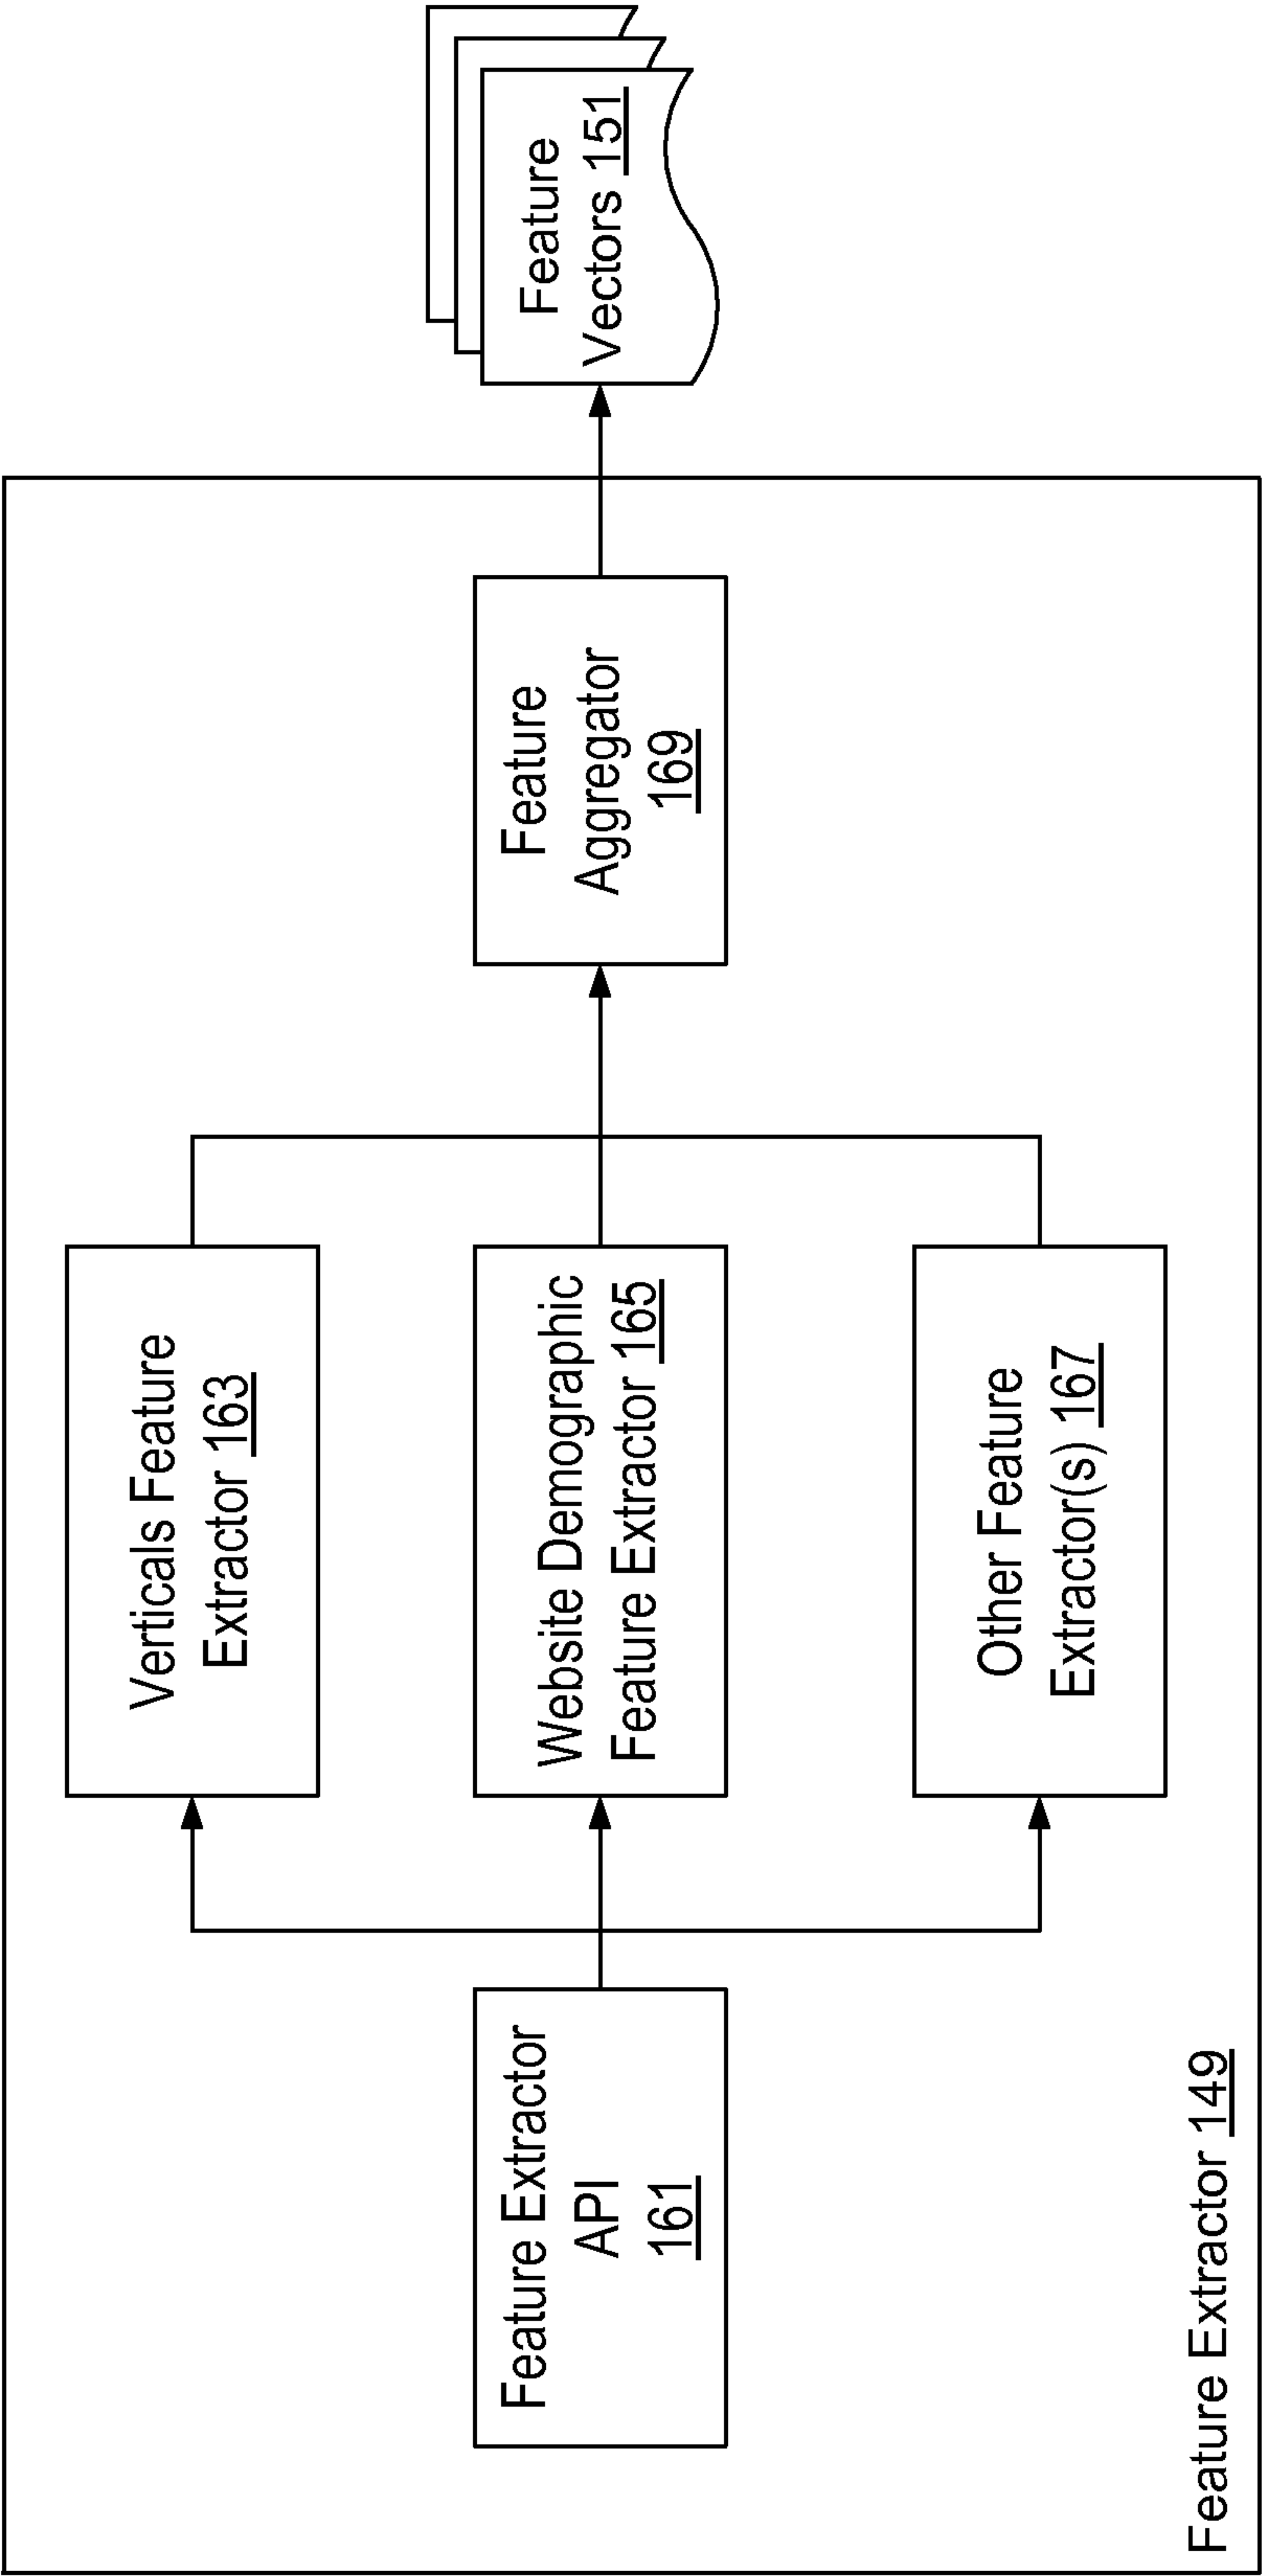 Feature Extractor
API
161
Verticals Feature
Extractor 163
Website Demographic
Feature Extractor 165
Other Feature
Extractor(s) 167
Feature
Aggregator
169
Feature
Vectors 151
Feature Extractor 149